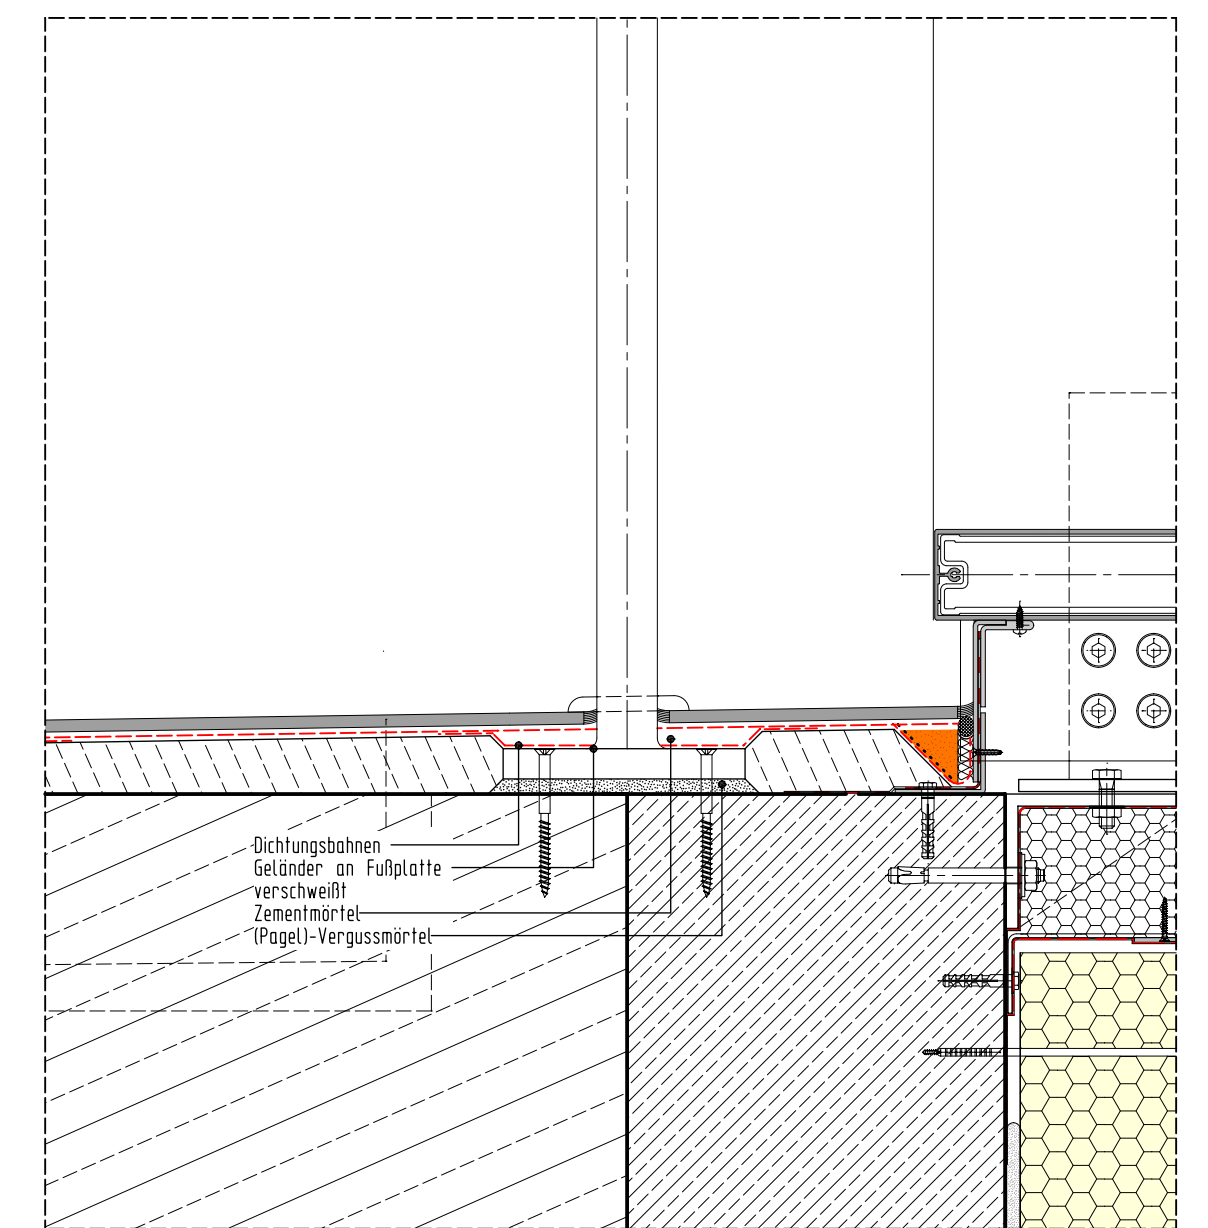 Dichtungsbahnen
Geländer an Fußplatte
verschweißt
Zementmörtel
(Pagel)-Vergussmörtel